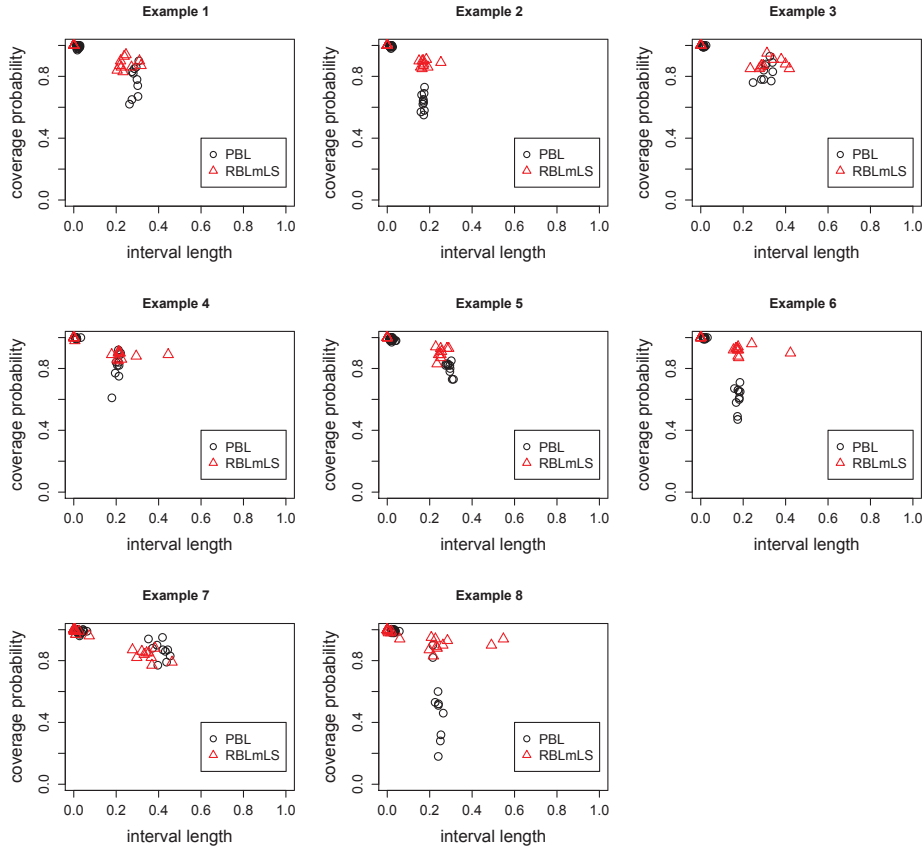 Example 1
coverage probability
0.0 0.4 0.8
PBL
RBLmLS
0.0 0.2 0.4 0.6 0.8 1.0
interval length
Example 2
coverage probability
0.0 0.4 0.8
PBL
RBLmLS
0.0 0.2 0.4 0.6 0.8 1.0
interval length
Example 3
coverage probability
0.0 0.4 0.8
PBL
RBLmLS
0.0 0.2 0.4 0.6 0.8 1.0
interval length
Example 4
coverage probability
0.0 0.4 0.8
PBL
RBLmLS
0.0 0.2 0.4 0.6 0.8 1.0
interval length
Example 5
coverage probability
0.0 0.4 0.8
PBL
RBLmLS
0.0 0.2 0.4 0.6 0.8 1.0
interval length
Example 6
coverage probability
0.0 0.4 0.8
PBL
RBLmLS
0.0 0.2 0.4 0.6 0.8 1.0
interval length
Example 7
coverage probability
0.0 0.4 0.8
PBL
RBLmLS
0.0 0.2 0.4 0.6 0.8 1.0
interval length
Example 8
coverage probability
0.0 0.4 0.8
PBL
RBLmLS
0.0 0.2 0.4 0.6 0.8 1.0
interval length